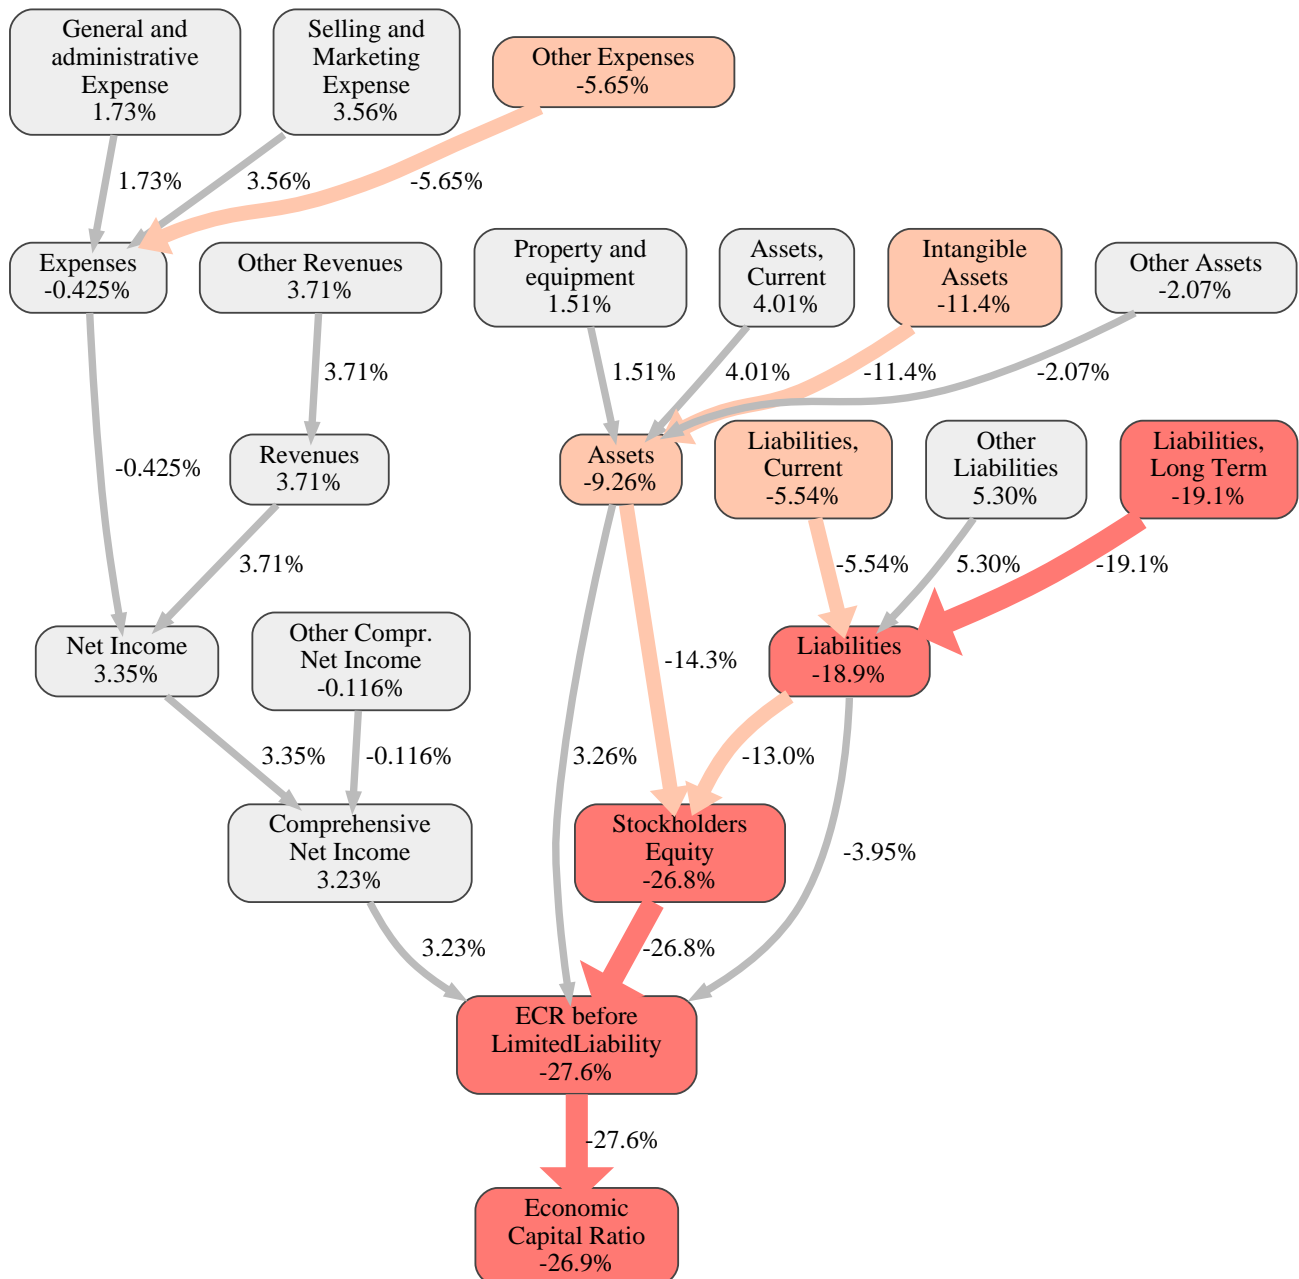 General and
administrative
Expense
1.73%
Selling and
Marketing
Expense
3.56%
Other Expenses
-5.65%
1.73%
3.56%
-5.65%
Expenses
-0.425%
Other Revenues
3.71%
Property and
equipment
1.51%
Assets,
Current
4.01%
Intangible
Assets
-11.4%
Other Assets
-2.07%
3.71%
1.51%
4.01%
-11.4%
-2.07%
-0.425%
Revenues
3.71%
Assets
-9.26%
Liabilities,
Current
-5.54%
Other
Liabilities
5.30%
Liabilities,
Long Term
-19.1%
3.71%
-5.54%
5.30%
-19.1%
Net Income
3.35%
Other Compr.
Net Income
-0.116%
-14.3%
Liabilities
-18.9%
3.35%
-0.116%
3.26%
-13.0%
Comprehensive
Net Income
3.23%
Stockholders
Equity
-26.8%
-3.95%
3.23%
-26.8%
ECR before
LimitedLiability
-27.6%
-27.6%
Economic
Capital Ratio
-26.9%